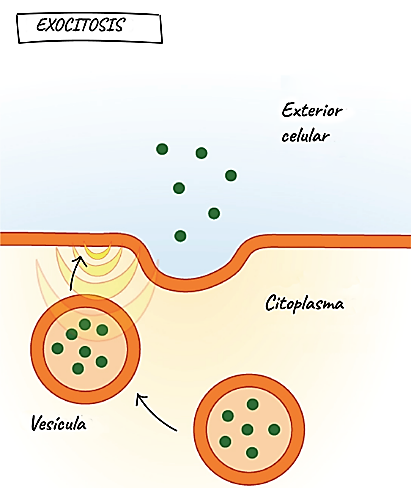 EXOCITOSIS
Exterior
celular
Citoplasma
Vesícula